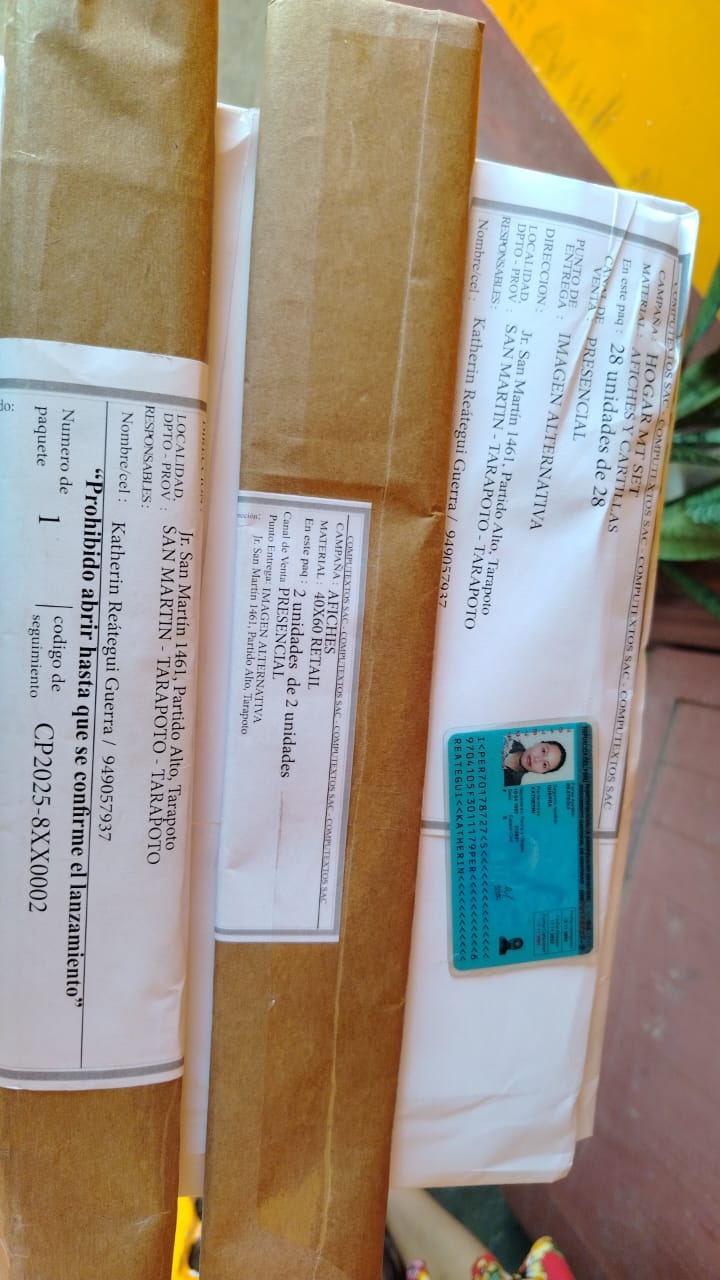 COMPUTEXTOS SAC - COMPUTEXTOS SAC - COMPUTEXTOS SAC - COMPUTEXTOS SAC
CAMPAÑA : HOGAR MT SET
MATERIAL : AFICHES Y CARTILLAS
En este paq : 28 unidades de 28
CANAL DE VENTA : PRESENCIAL
PUNTO DE ENTREGA : IMAGEN ALTERNATIVA
DIRECCION : Jr. San Martín 1461, Partido Alto, Tarapoto
LOCALIDAD, DPTO - PROV : SAN MARTIN - TARAPOTO - TARAPOTO
RESPONSABLES:
Nombre/cel : Katherin Reátegui Guerra / 949057937
REATEGUI<<KATHERIN<<<<<<<<<<<<
COMPUTEXTOS SAC - COMPUTEXTOS SAC - COMPUTEXTOS SAC - COMPUTEXTOS SAC
CAMPAÑA : AFICHES
MATERIAL : 40X60 RETAIL
En este paq : 2 unidades de 2 unidades
Canal de Venta PRESENCIAL
Punto Entrega: IMAGEN ALTERNATIVA
Jr. San Martín 1461, Partido Alto, Tarapoto
Jr. San Martín 1461, Partido Alto, Tarapoto
LOCALIDAD, DPTO - PROV : SAN MARTIN - TARAPOTO - TARAPOTO
RESPONSABLES:
Nombre/cel : Katherin Reátegui Guerra / 949057937
“Prohibido abrir hasta que se confirme el lanzamiento”
Numero de paquete 1 codigo de seguimiento CP2025-8XX0002